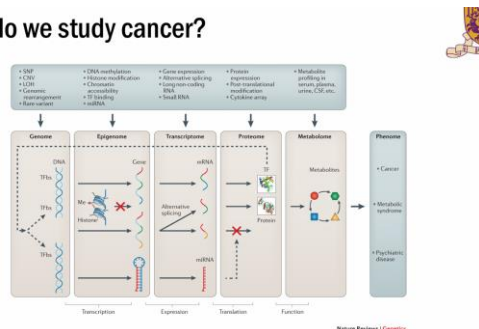 do we study cancer?
• SNP
• CNV
• LOH
• Genomic
rearrangement
• Rare variant
• DNA methylation
• Histone modification
• Chromatin
accessibility
• TF binding
• miRNA
• Gene expression
• Alternative splicing
• Long non-coding
RNA
• Small RNA
• Protein
expression
• Post-translational
modification
• Cytokine array
• Metabolite
profiling in
serum, plasma,
urine, CSF, etc.
Genome
Epigenome
Transcriptome
Proteome
Metabolome
Phenome
DNA
TFbs
TFbs
TFbs
Gene
Me
Histone
mRNA
Alternative
splicing
miRNA
TF
Protein
Metabolites
• Cancer
• Metabolic
syndrome
• Psychiatric
disease
Transcription
Expression
Translation
Function
Nature Reviews | Genetics